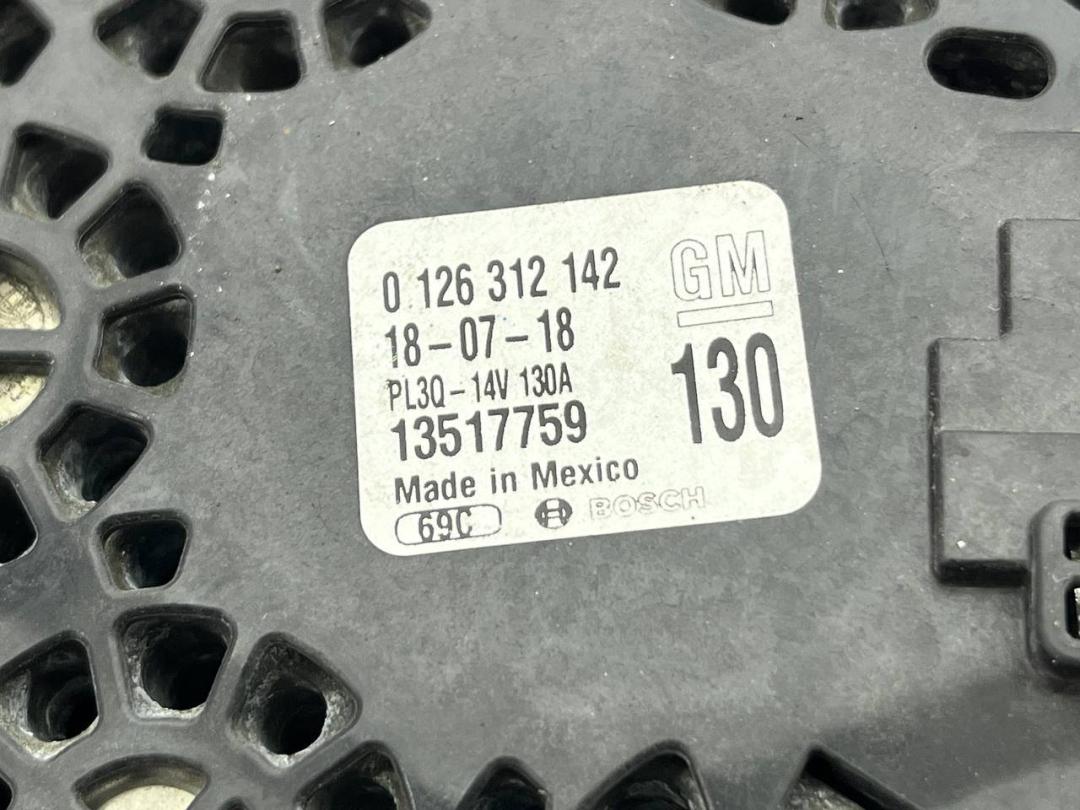 0 126 312 142
GM
18-07-18
PL3Q-14V 130A
130
13517759
Made in Mexico
69C BOSCH